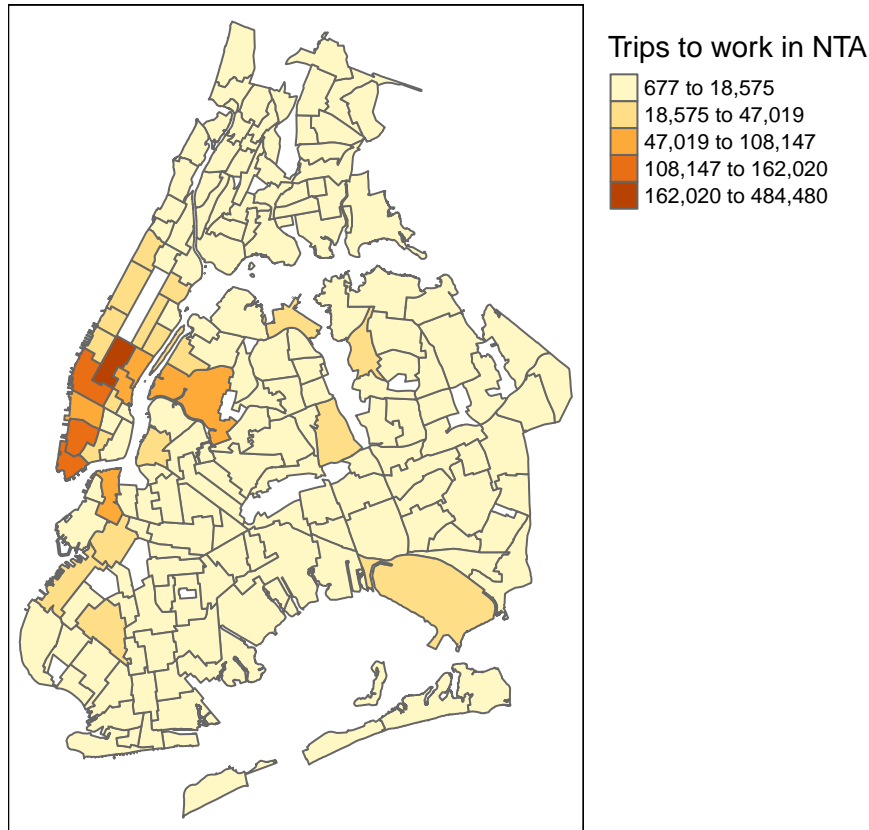 Trips to work in NTA
677 to 18,575
18,575 to 47,019
47,019 to 108,147
108,147 to 162,020
162,020 to 484,480